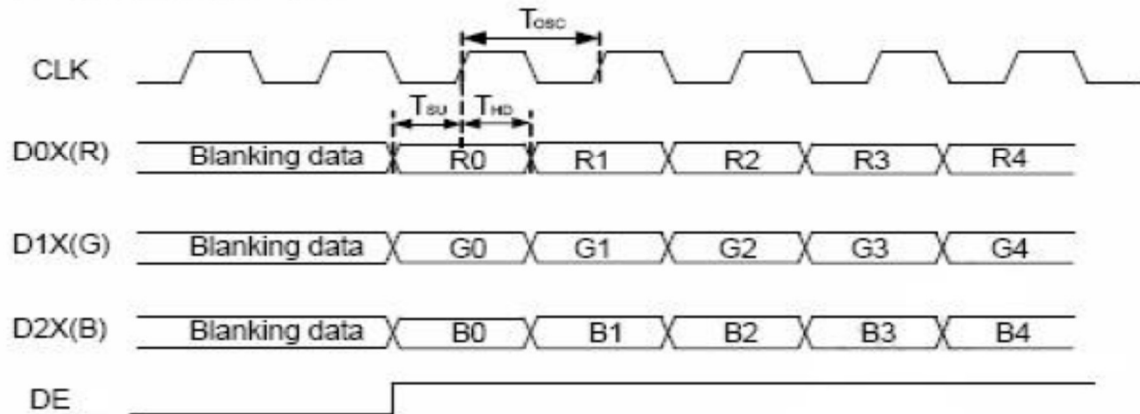 Tosc
CLK
TSU THD
D0X(R) Blanking data R0 R1 R2 R3 R4
D1X(G) Blanking data G0 G1 G2 G3 G4
D2X(B) Blanking data B0 B1 B2 B3 B4
DE